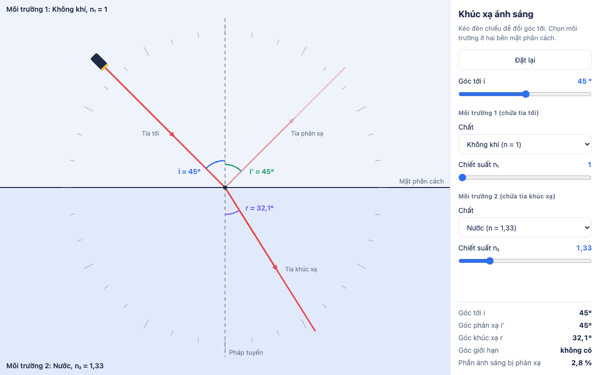 Môi trường 1: Không khí, n₁ = 1
Tia tới
Tia phản xạ
i = 45°
i' = 45°
Mặt phân cách
r = 32,1°
Tia khúc xạ
Pháp tuyến
Môi trường 2: Nước, n₂ = 1,33
Khúc xạ ánh sáng
Kéo đèn chiếu để đổi góc tới. Chọn môi
trường ở hai bên mặt phân cách.
Đặt lại
Góc tới i 45 °
Môi trường 1 (chứa tia tới)
Chất
Không khí (n = 1)
Chiết suất n₁ 1
Môi trường 2 (chứa tia khúc xạ)
Chất
Nước (n = 1,33)
Chiết suất n₂ 1,33
Góc tới i 45°
Góc phản xạ i' 45°
Góc khúc xạ r 32,1°
Góc giới hạn không có
Phần ánh sáng bị phản xạ 2,8 %